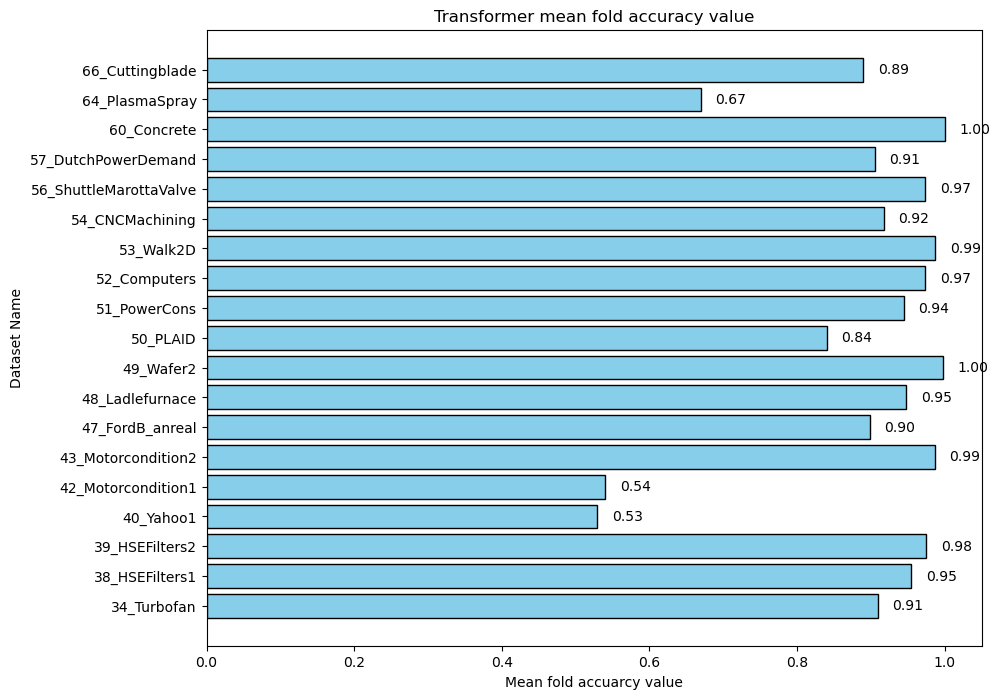 Transformer mean fold accuracy value
Dataset Name
66_Cuttingblade 0.89
64_PlasmaSpray 0.67
60_Concrete 1.00
57_DutchPowerDemand 0.91
56_ShuttleMarottaValve 0.97
54_CNCMachining 0.92
53_Walk2D 0.99
52_Computers 0.97
51_PowerCons 0.94
50_PLAID 0.84
49_Wafer2 1.00
48_Ladlefurnace 0.95
47_FordB_anreal 0.90
43_Motorcondition2 0.99
42_Motorcondition1 0.54
40_Yahoo1 0.53
39_HSEFilters2 0.98
38_HSEFilters1 0.95
34_Turbofan 0.91
0.0 0.2 0.4 0.6 0.8 1.0
Mean fold accuarcy value